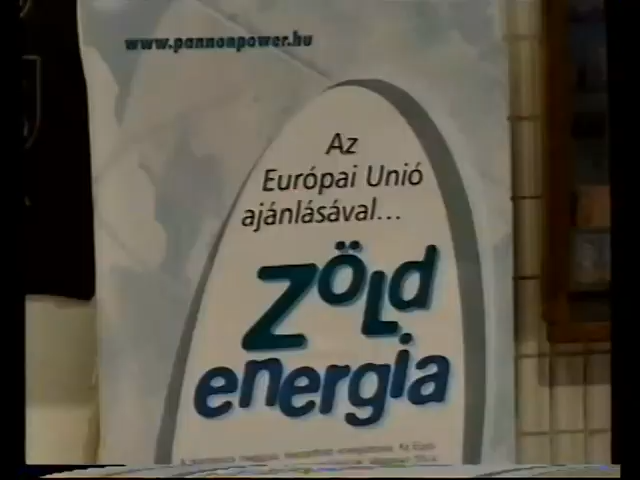 www.pannonpower.hu
Az
Európai Unió
ajánlásával...
Zöld
energia